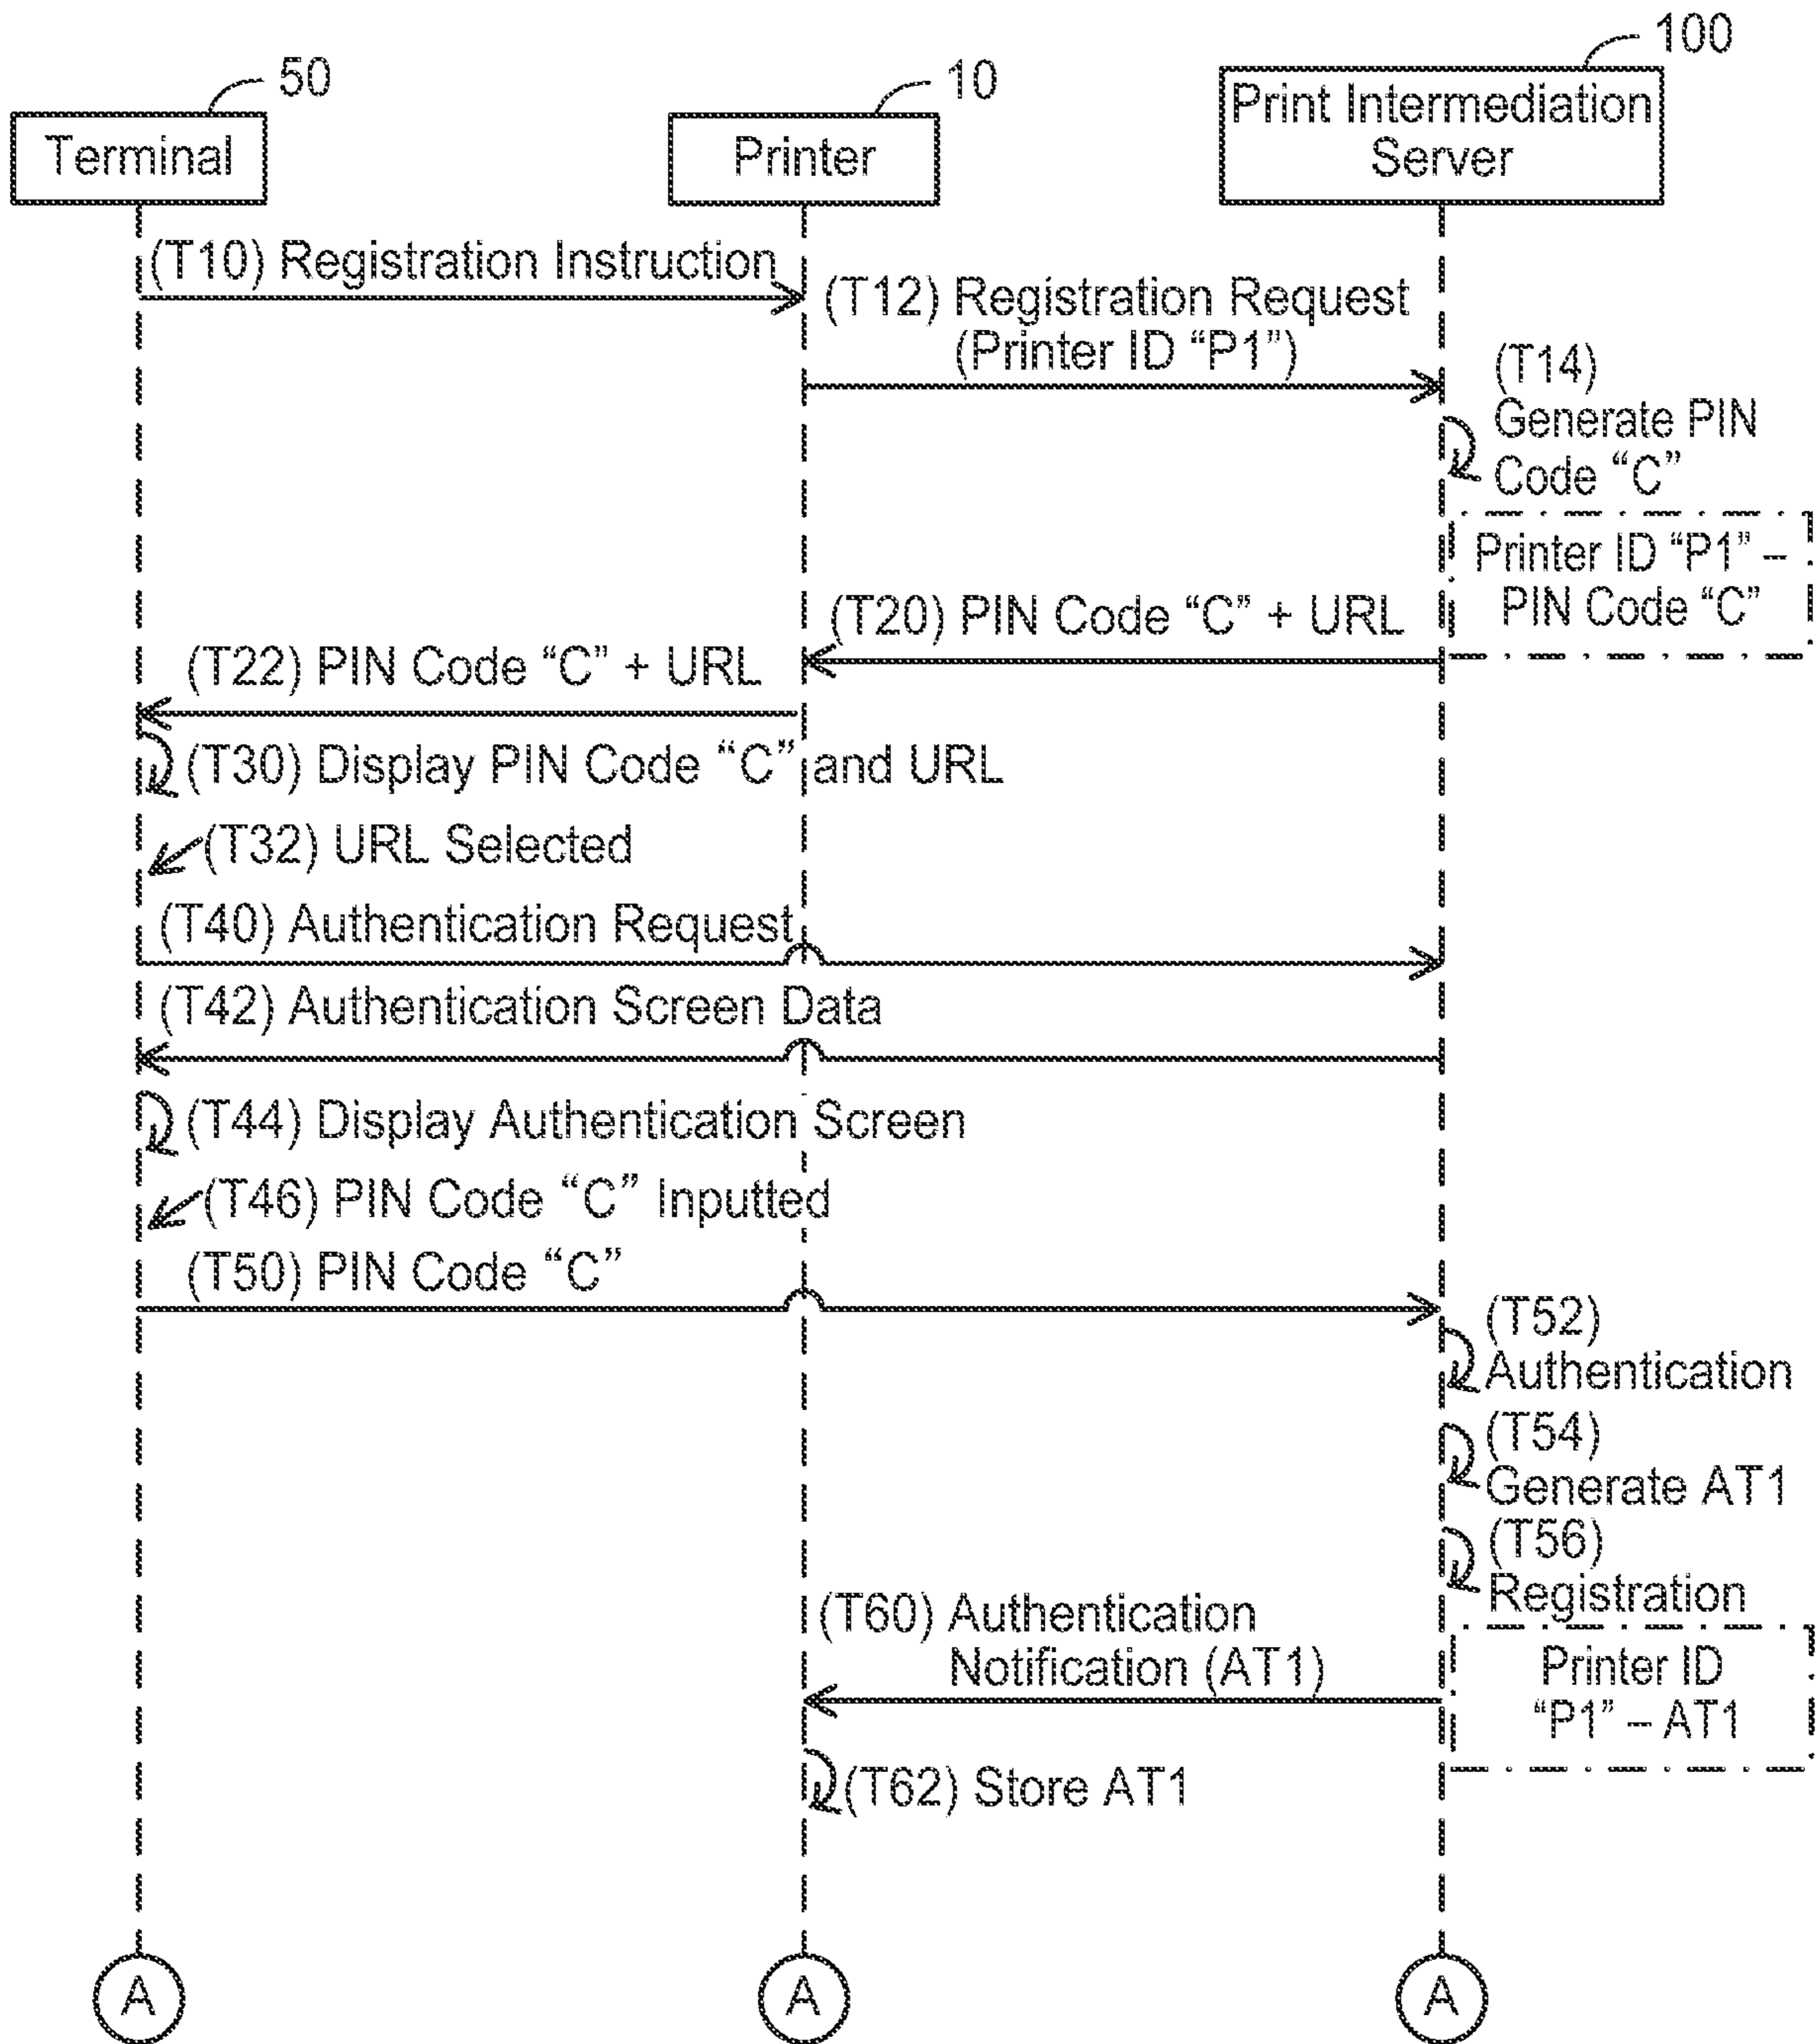 50
10
100
Terminal
Printer
Print Intermediation
Server
(T10) Registration Instruction
(T12) Registration Request
(Printer ID “P1”)
(T14)
Generate PIN
Code “C”
Printer ID “P1” –
PIN Code “C”
(T20) PIN Code “C” + URL
(T22) PIN Code “C” + URL
(T30) Display PIN Code “C” and URL
(T32) URL Selected
(T40) Authentication Request
(T42) Authentication Screen Data
(T44) Display Authentication Screen
(T46) PIN Code “C” Inputted
(T50) PIN Code “C”
(T52)
Authentication
(T54)
Generate AT1
(T56)
Registration
(T60) Authentication
Notification (AT1)
Printer ID
“P1” – AT1
(T62) Store AT1
A
A
A